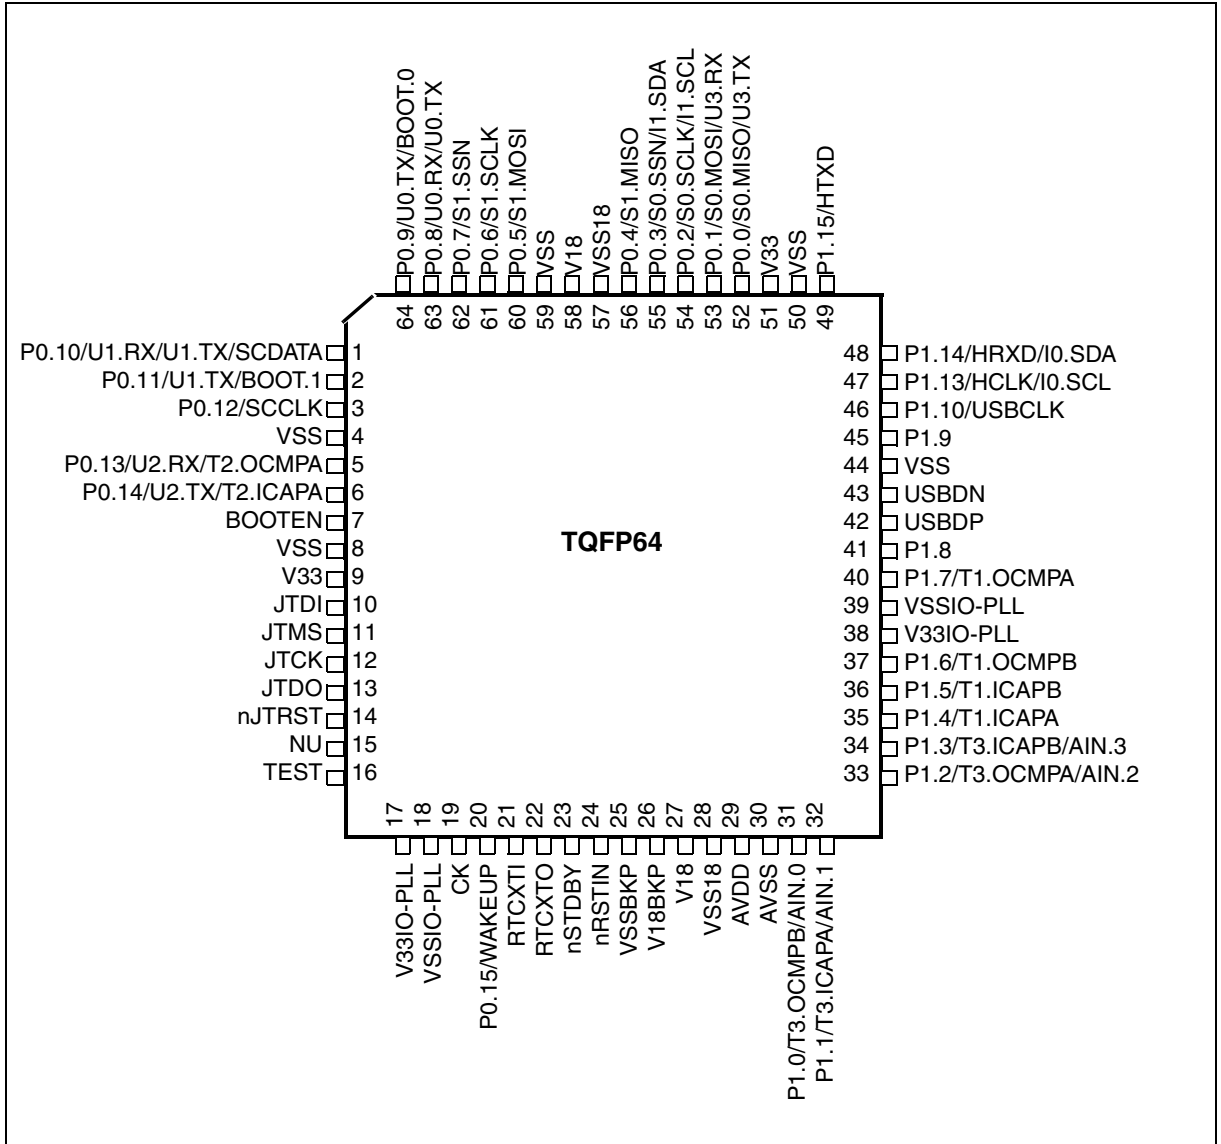 P0.9/U0.TX/BOOT.0
P0.8/U0.RX/U0.TX
P0.7/S1.SSN
P0.6/S1.SCLK
P0.5/S1.MOSI
VSS
V18
VSS18
P0.4/S1.MISO
P0.3/S0.SSN/I1.SDA
P0.2/S0.SCLK/I1.SCL
P0.1/S0.MOSI/U3.RX
P0.0/S0.MISO/U3.TX
V33
VSS
P1.15/HTXD
64
63
62
61
60
59
58
57
56
55
54
53
52
51
50
49
P0.10/U1.RX/U1.TX/SCDATA 1
P0.11/U1.TX/BOOT.1 2
P0.12/SCCLK 3
VSS 4
P0.13/U2.RX/T2.OCMPA 5
P0.14/U2.TX/T2.ICAPA 6
BOOTEN 7
VSS 8
V33 9
JTDI 10
JTMS 11
JTCK 12
JTDO 13
nJTRST 14
NU 15
TEST 16
TQFP64
48 P1.14/HRXD/I0.SDA
47 P1.13/HCLK/I0.SCL
46 P1.10/USBCLK
45 P1.9
44 VSS
43 USBDN
42 USBDP
41 P1.8
40 P1.7/T1.OCMPA
39 VSSIO-PLL
38 V33IO-PLL
37 P1.6/T1.OCMPB
36 P1.5/T1.ICAPB
35 P1.4/T1.ICAPA
34 P1.3/T3.ICAPB/AIN.3
33 P1.2/T3.OCMPA/AIN.2
17
18
19
20
21
22
23
24
25
26
27
28
29
30
31
32
V33IO-PLL
VSSIO-PLL
CK
P0.15/WAKEUP
RTCXTI
RTCXTO
nSTDBY
nRSTIN
VSSBKP
V18BKP
V18
VSS18
AVDD
AVSS
P1.0/T3.OCMPB/AIN.0
P1.1/T3.ICAPA/AIN.1